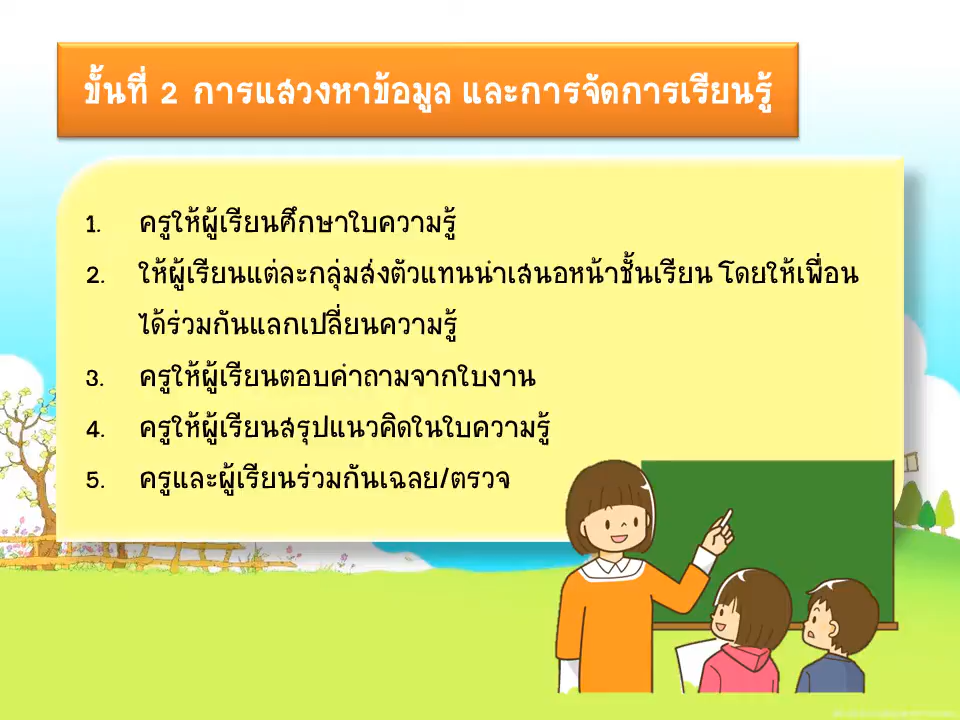 ขั้นที่ 2 การแสวงหาข้อมูล และการจัดการเรียนรู้
1. ครูให้ผู้เรียนศึกษาใบความรู้
2. ให้ผู้เรียนแต่ละกลุ่มส่งตัวแทนนำเสนอหน้าชั้นเรียน โดยให้เพื่อน
ได้ร่วมกันแลกเปลี่ยนความรู้
3. ครูให้ผู้เรียนตอบคำถามจากใบงาน
4. ครูให้ผู้เรียนสรุปแนวคิดในใบความรู้
5. ครูและผู้เรียนร่วมกันเฉลย/ตรวจ